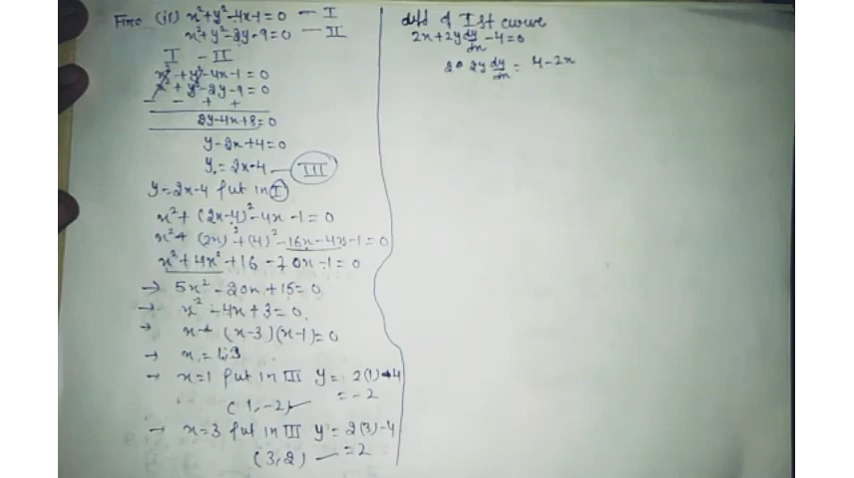 Find (ii) x²+y²-4x-1=0 — I
x²+y²-2y-9=0 — II
I - II
x²+y²-4x-1=0
x²+y²-2y-9=0
- - + +
2y-4x+8=0
y-2x+4=0
y=2x-4 — III
y=2x-4 put in I
x²+(2x-4)²-4x-1=0
x²+(2x)²+(4)²-16x-4x-1=0
x²+4x²+16-20x-1=0
→ 5x²-20x+15=0
→ x²-4x+3=0
→ (x-3)(x-1)=0
→ x=1,3
→ x=1 put in III y=2(1)-4
=-2
(1,-2)
→ x=3 put in III y=2(3)-4
=2
(3,2)
diff of Ist curve
2x+2y dy/dx -4=0
2y dy/dx = 4-2x